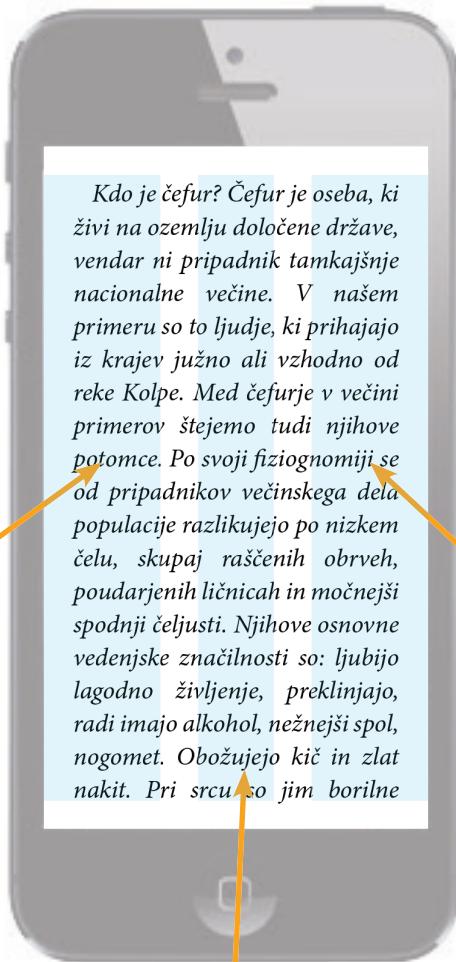 Kdo je čefur? Čefur je oseba, ki
živi na ozemlju določene države,
vendar ni pripadnik tamkajšnje
nacionalne večine. V našem
primeru so to ljudje, ki prihajajo
iz krajev južno ali vzhodno od
reke Kolpe. Med čefurje v večini
primerov štejemo tudi njihove
potomce. Po svoji fiziognomiji se
od pripadnikov večinskega dela
populacije razlikujejo po nizkem
čelu, skupaj raščenih obrveh,
poudarjenih ličnicah in močnejši
spodnji čeljusti. Njihove osnovne
vedenjske značilnosti so: ljubijo
lagodno življenje, preklinjajo,
radi imajo alkohol, nežnejši spol,
nogomet. Obožujejo kič in zlat
nakit. Pri srcu so jim borilne